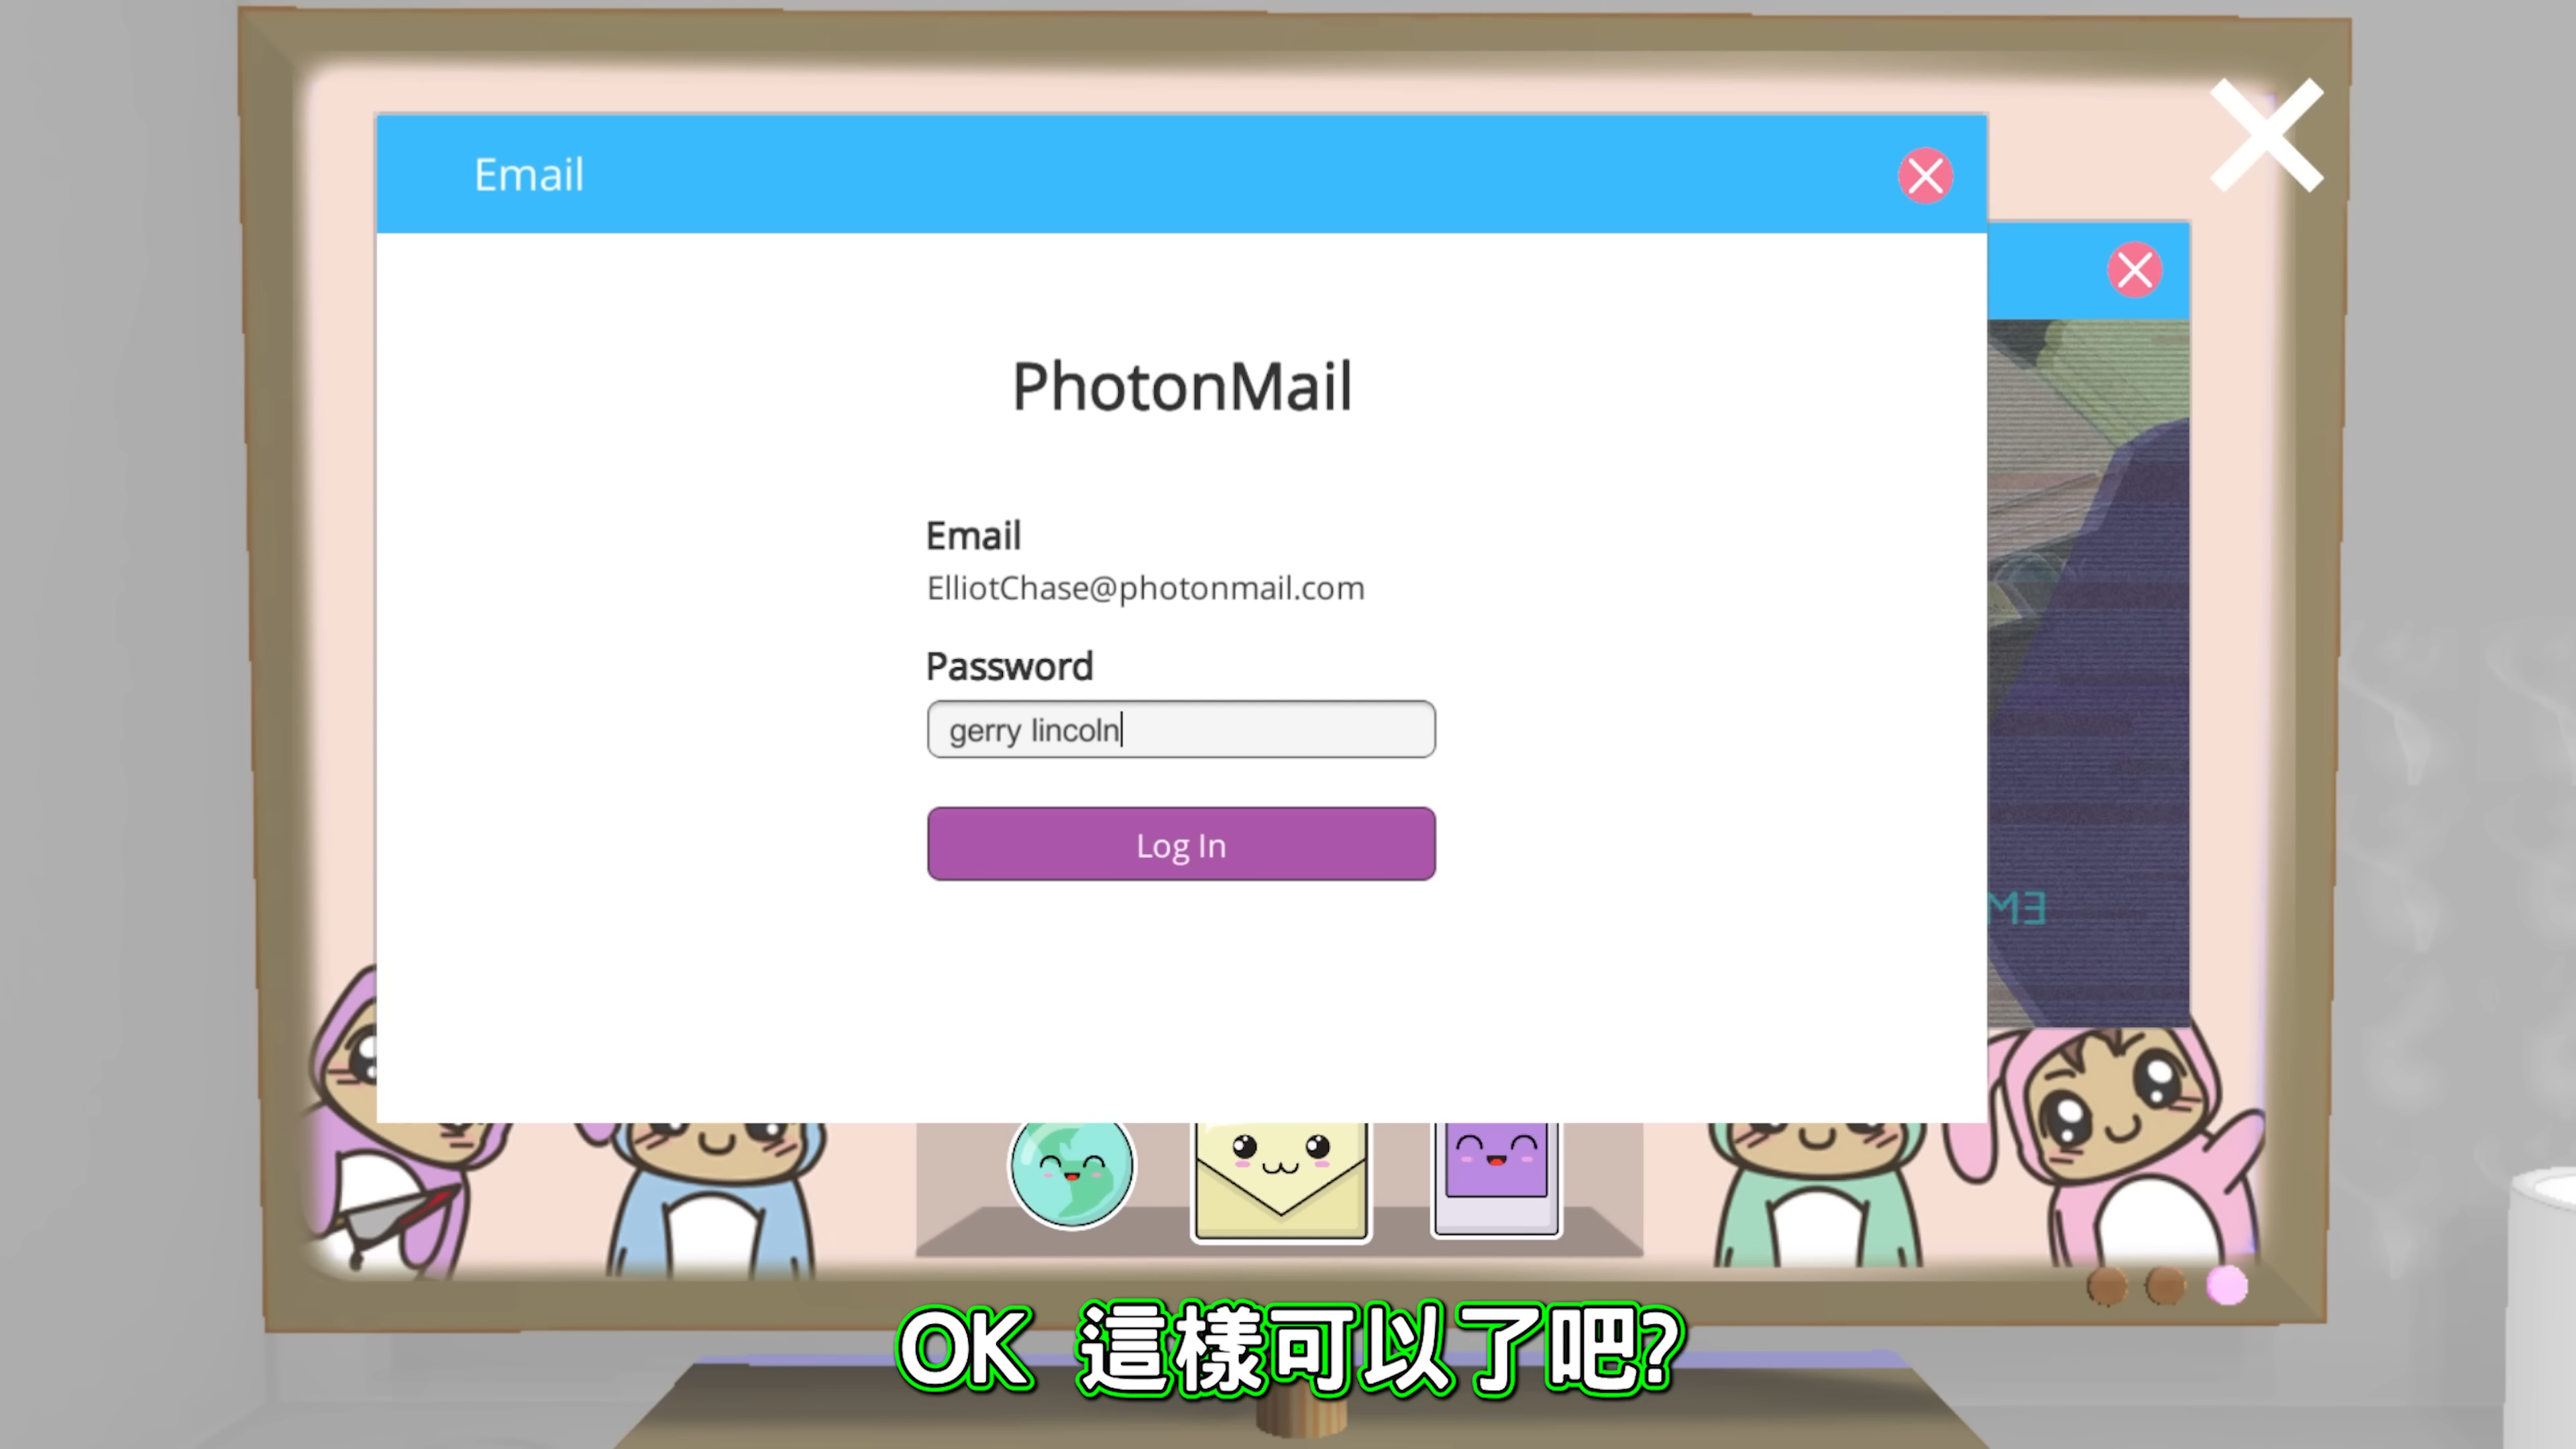 Email
PhotonMail
Email
ElliotChase@photonmail.com
Password
gerry lincoln
Log In
OK 這樣可以了吧?